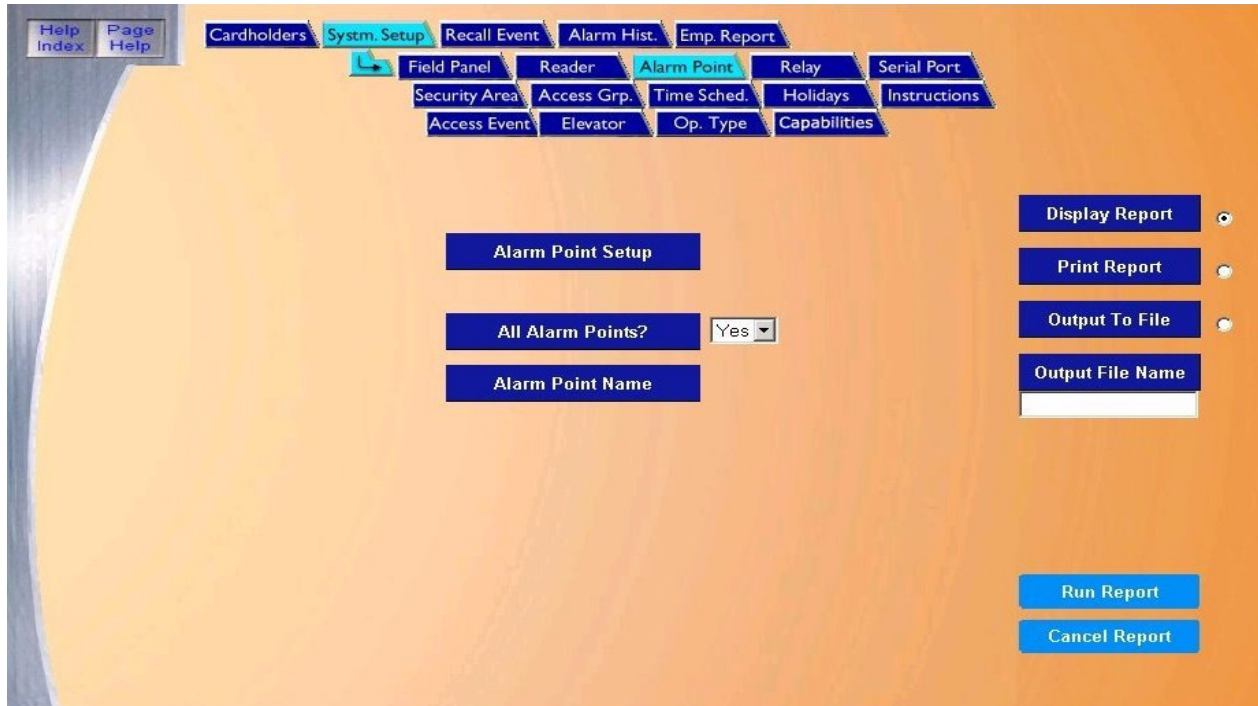 Help Index Page Help
Cardholders Systm. Setup Recall Event Alarm Hist. Emp. Report
Field Panel Reader Alarm Point Relay Serial Port
Security Area Access Grp. Time Sched. Holidays Instructions
Access Event Elevator Op. Type Capabilities
Alarm Point Setup
All Alarm Points? Yes
Alarm Point Name
Display Report
Print Report
Output To File
Output File Name
Run Report
Cancel Report